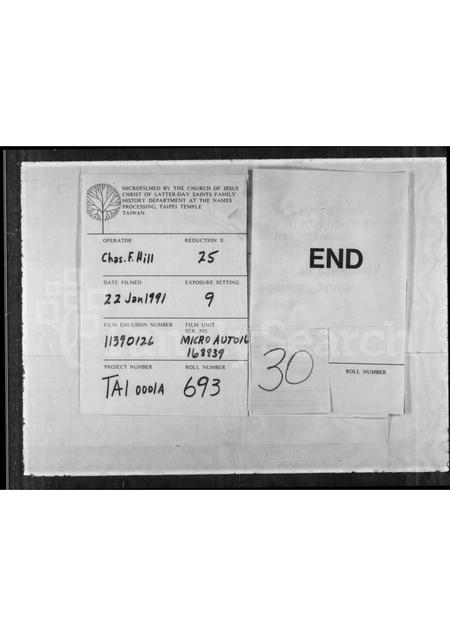 MICROFILMED BY THE CHURCH OF JESUS
CHRIST OF LATTER-DAY SAINTS FAMILY
HISTORY DEPARTMENT AT THE NAMES
PROCESSING, TAIPEI TEMPLE
TAIWAN
OPERATOR REDUCTION X
Chas. F. Hill 25
DATE FILMED EXPOSURE SETTING
22 Jan 1991 9
FILM EMULSION NUMBER FILM UNIT
SER. NO.
11390126 MICRO AUTO16
168839
PROJECT NUMBER ROLL NUMBER
TAI 0001A 693
END
30
ROLL NUMBER